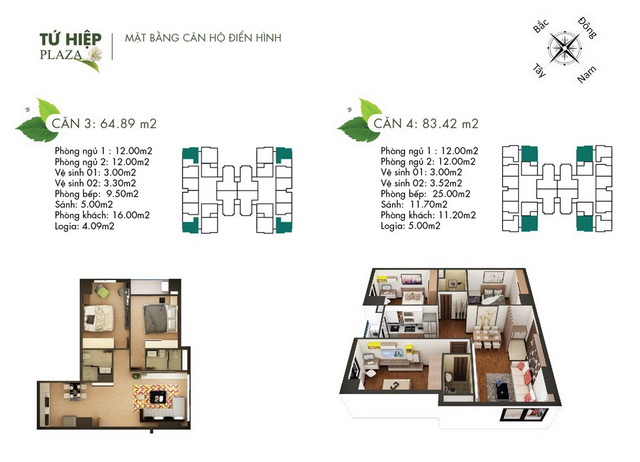 TỨ HIỆP
PLAZA
MẶT BẰNG CĂN HỘ ĐIỂN HÌNH
Bắc
Đông
Tây
Nam
CĂN 3: 64.89 m2
Phòng ngủ 1 : 12.00m2
Phòng ngủ 2: 12.00m2
Vệ sinh 01: 3.00m2
Vệ sinh 02: 3.30m2
Phòng bếp: 9.50m2
Sảnh: 5.00m2
Phòng khách: 16.00m2
Logia: 4.09m2
CĂN 4: 83.42 m2
Phòng ngủ 1 : 12.00m2
Phòng ngủ 2: 12.00m2
Vệ sinh 01: 3.00m2
Vệ sinh 02: 3.52m2
Phòng bếp: 25.00m2
Sảnh: 11.70m2
Phòng khách: 11.20m2
Logia: 5.00m2